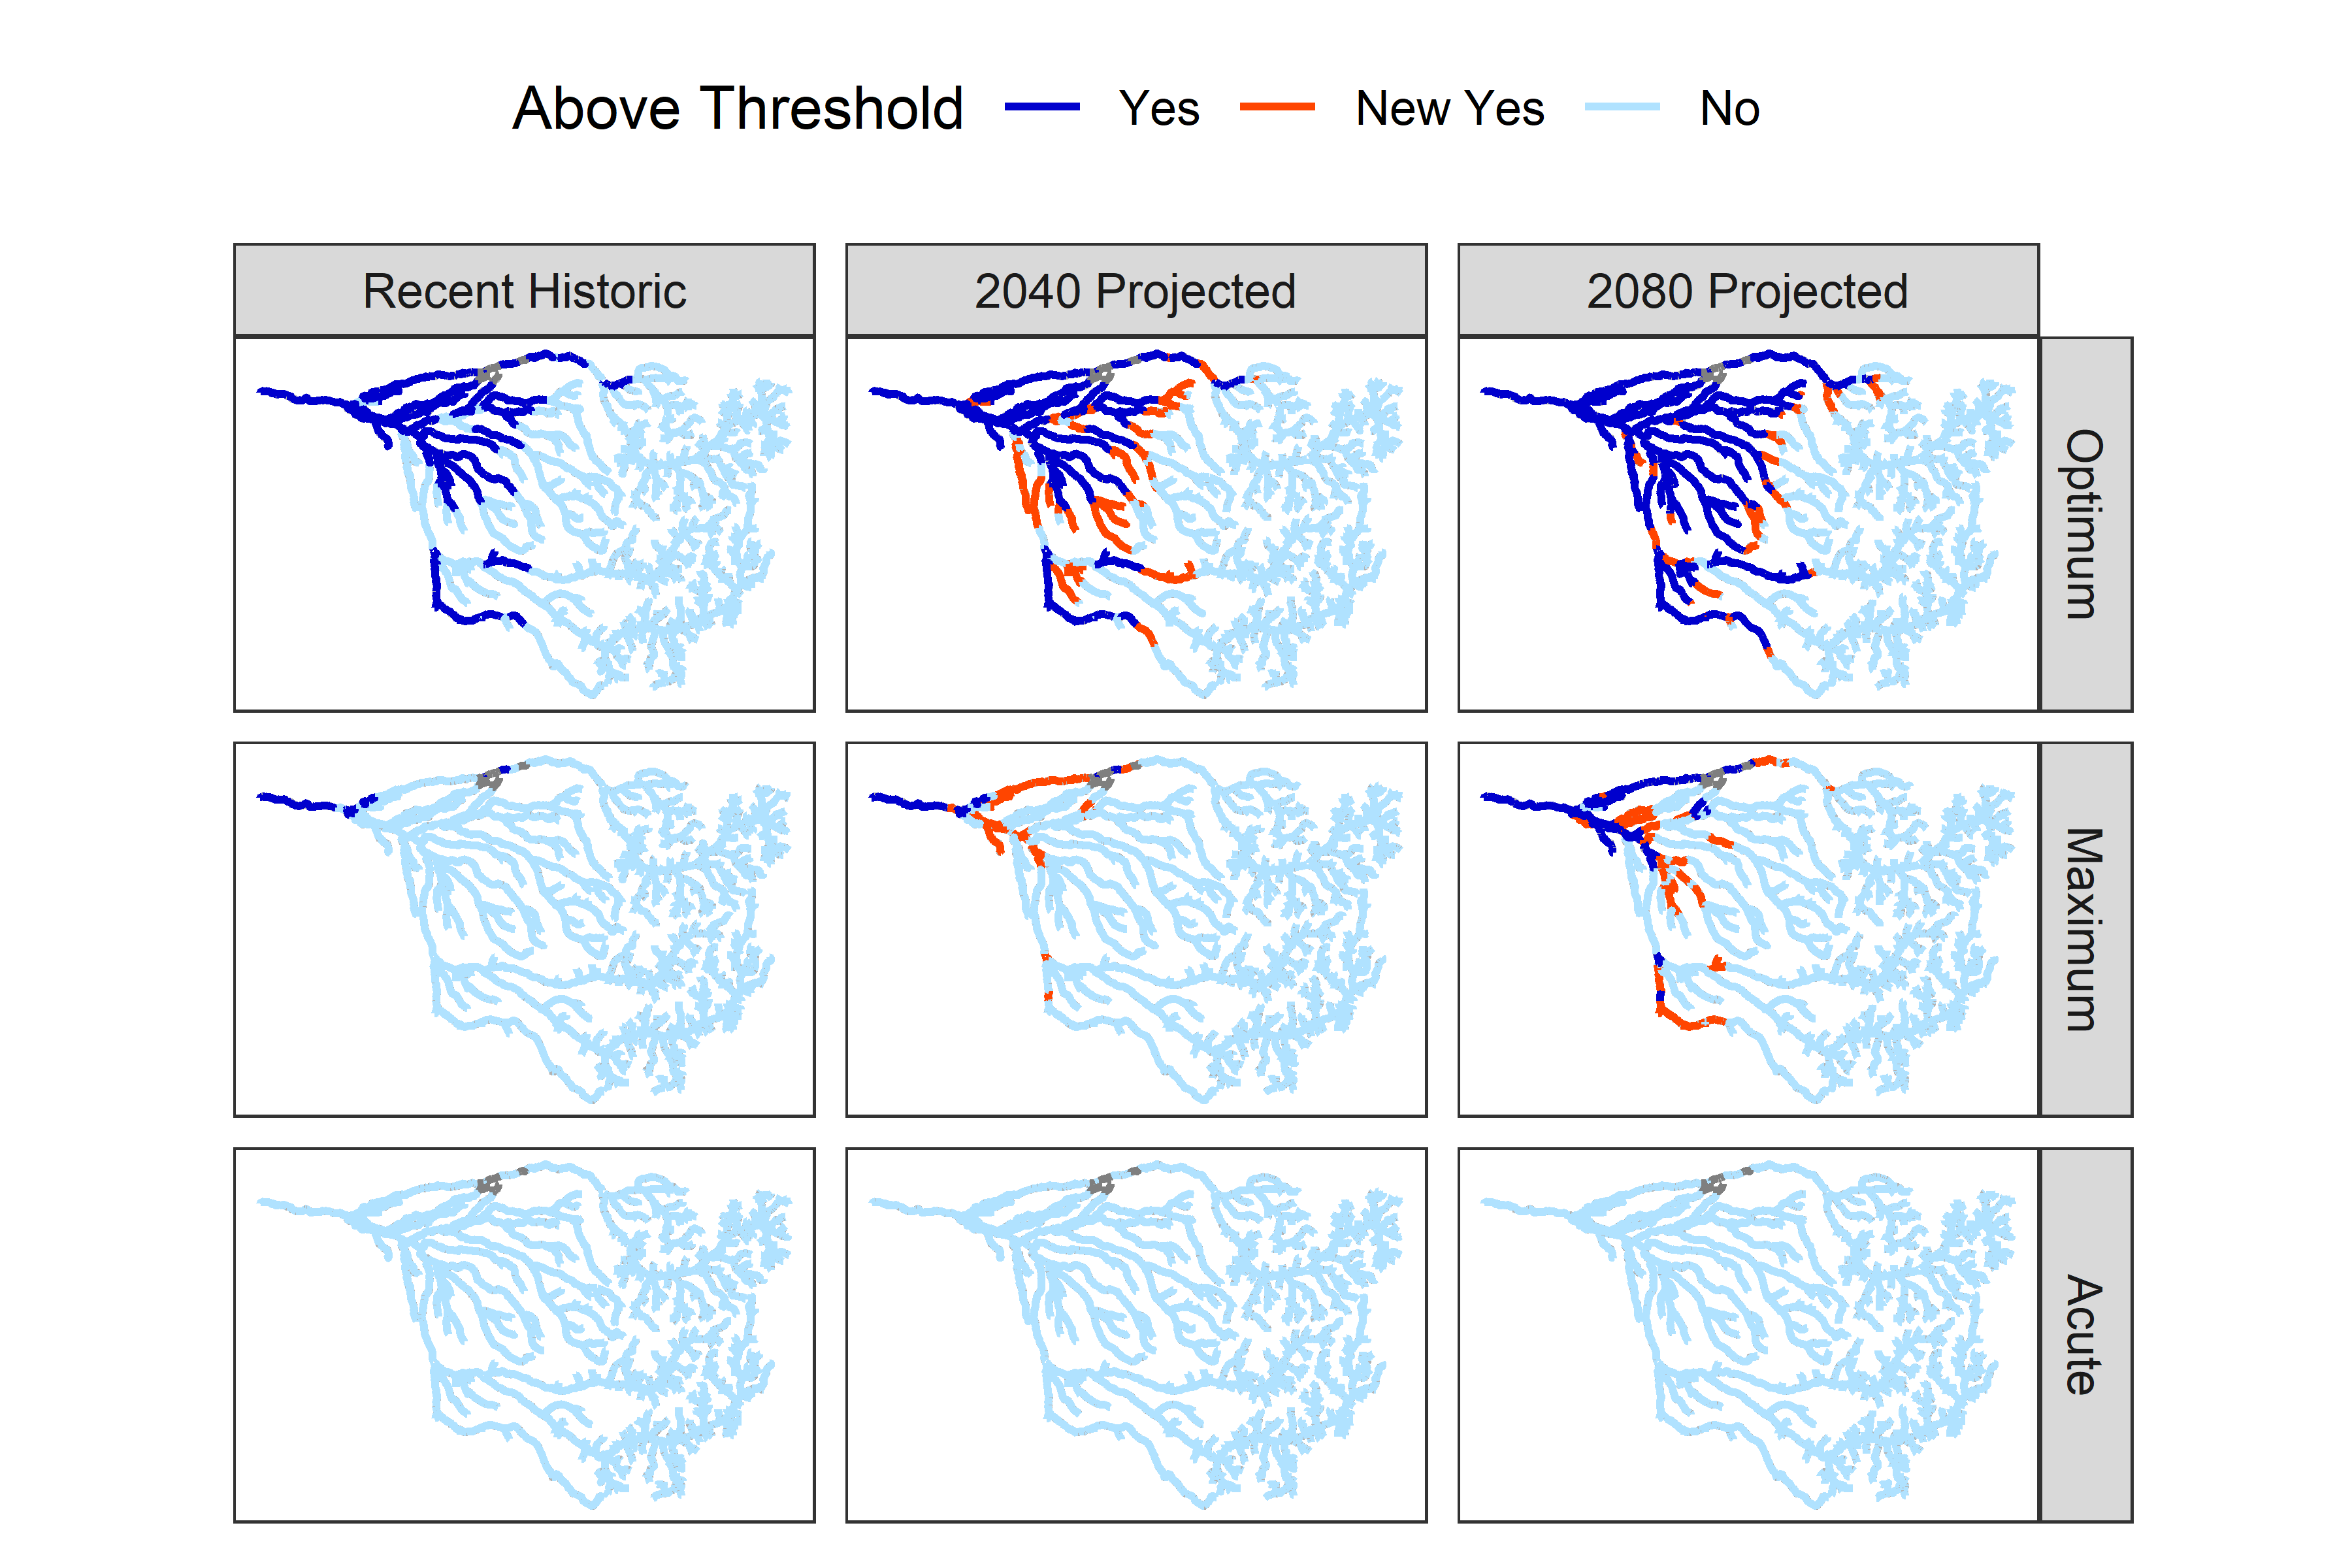 Above Threshold Yes New Yes No
Recent Historic 2040 Projected 2080 Projected
Optimum
Maximum
Acute